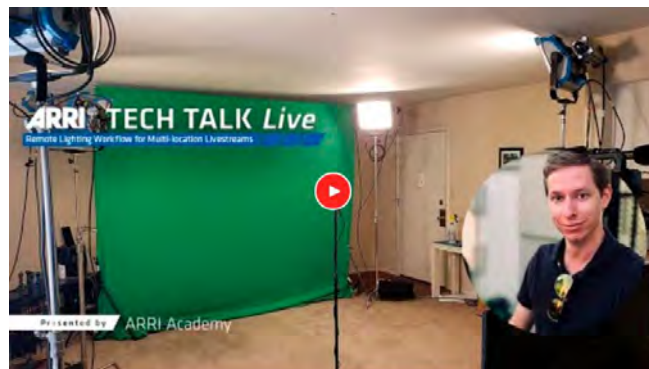 ARRI TECH TALK Live
Remote Lighting Workflow for Multi-location Livestreams
Presented by ARRI Academy